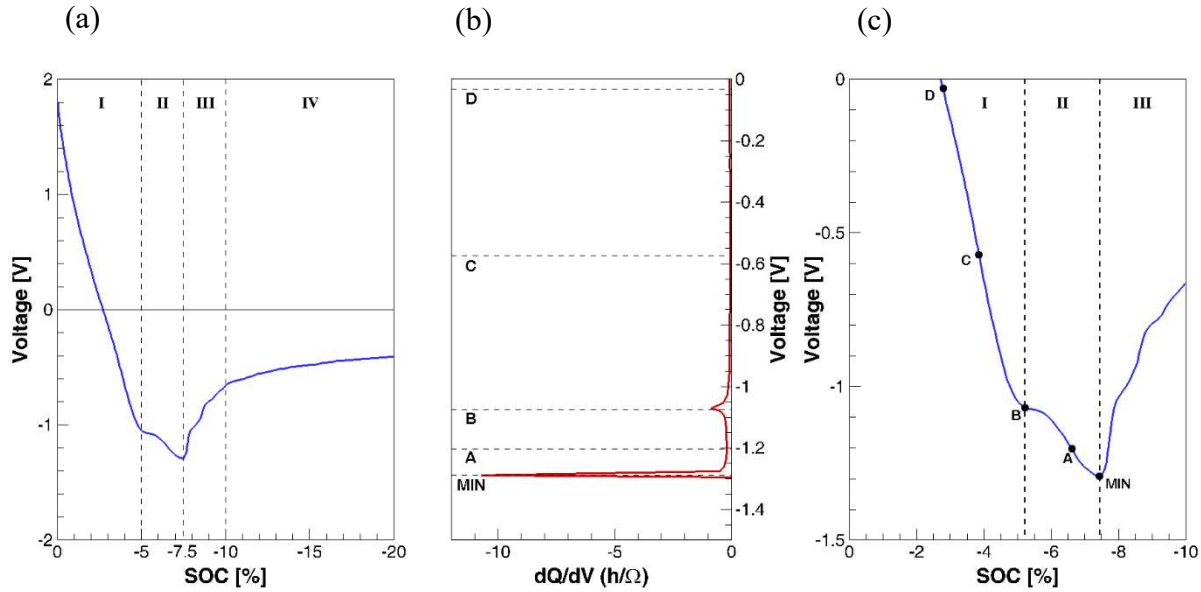 (a)
2
1
0
-1
-2
Voltage [V]
I
II
III
IV
0
-5
-7.5
-10
-15
-20
SOC [%]
(b)
D
C
B
A
MIN
0
-0.2
-0.4
-0.6
-0.8
-1
-1.2
-1.4
Voltage [V]
-10
-5
0
dQ/dV (h/Ω)
(c)
0
-0.5
-1
-1.5
Voltage [V]
I
II
III
D
C
B
A
MIN
0
-2
-4
-6
-8
-10
SOC [%]